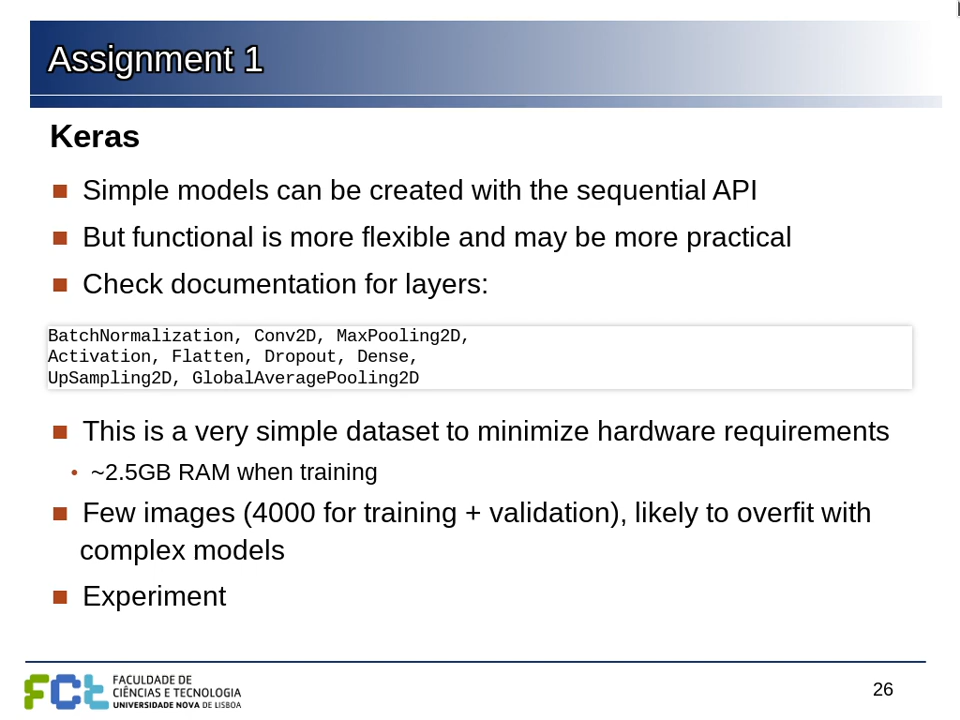 Assignment 1
Keras
Simple models can be created with the sequential API
But functional is more flexible and may be more practical
Check documentation for layers:
BatchNormalization, Conv2D, MaxPooling2D,
Activation, Flatten, Dropout, Dense,
UpSampling2D, GlobalAveragePooling2D
This is a very simple dataset to minimize hardware requirements
~2.5GB RAM when training
Few images (4000 for training + validation), likely to overfit with
complex models
Experiment
FCt
FACULDADE DE
CIÊNCIAS E TECNOLOGIA
UNIVERSIDADE NOVA DE LISBOA
26